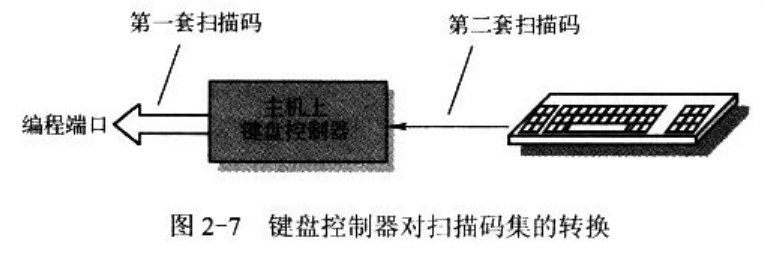 第一套扫描码
第二套扫描码
编程端口
主机上
键盘控制器
图 2-7 键盘控制器对扫描码集的转换